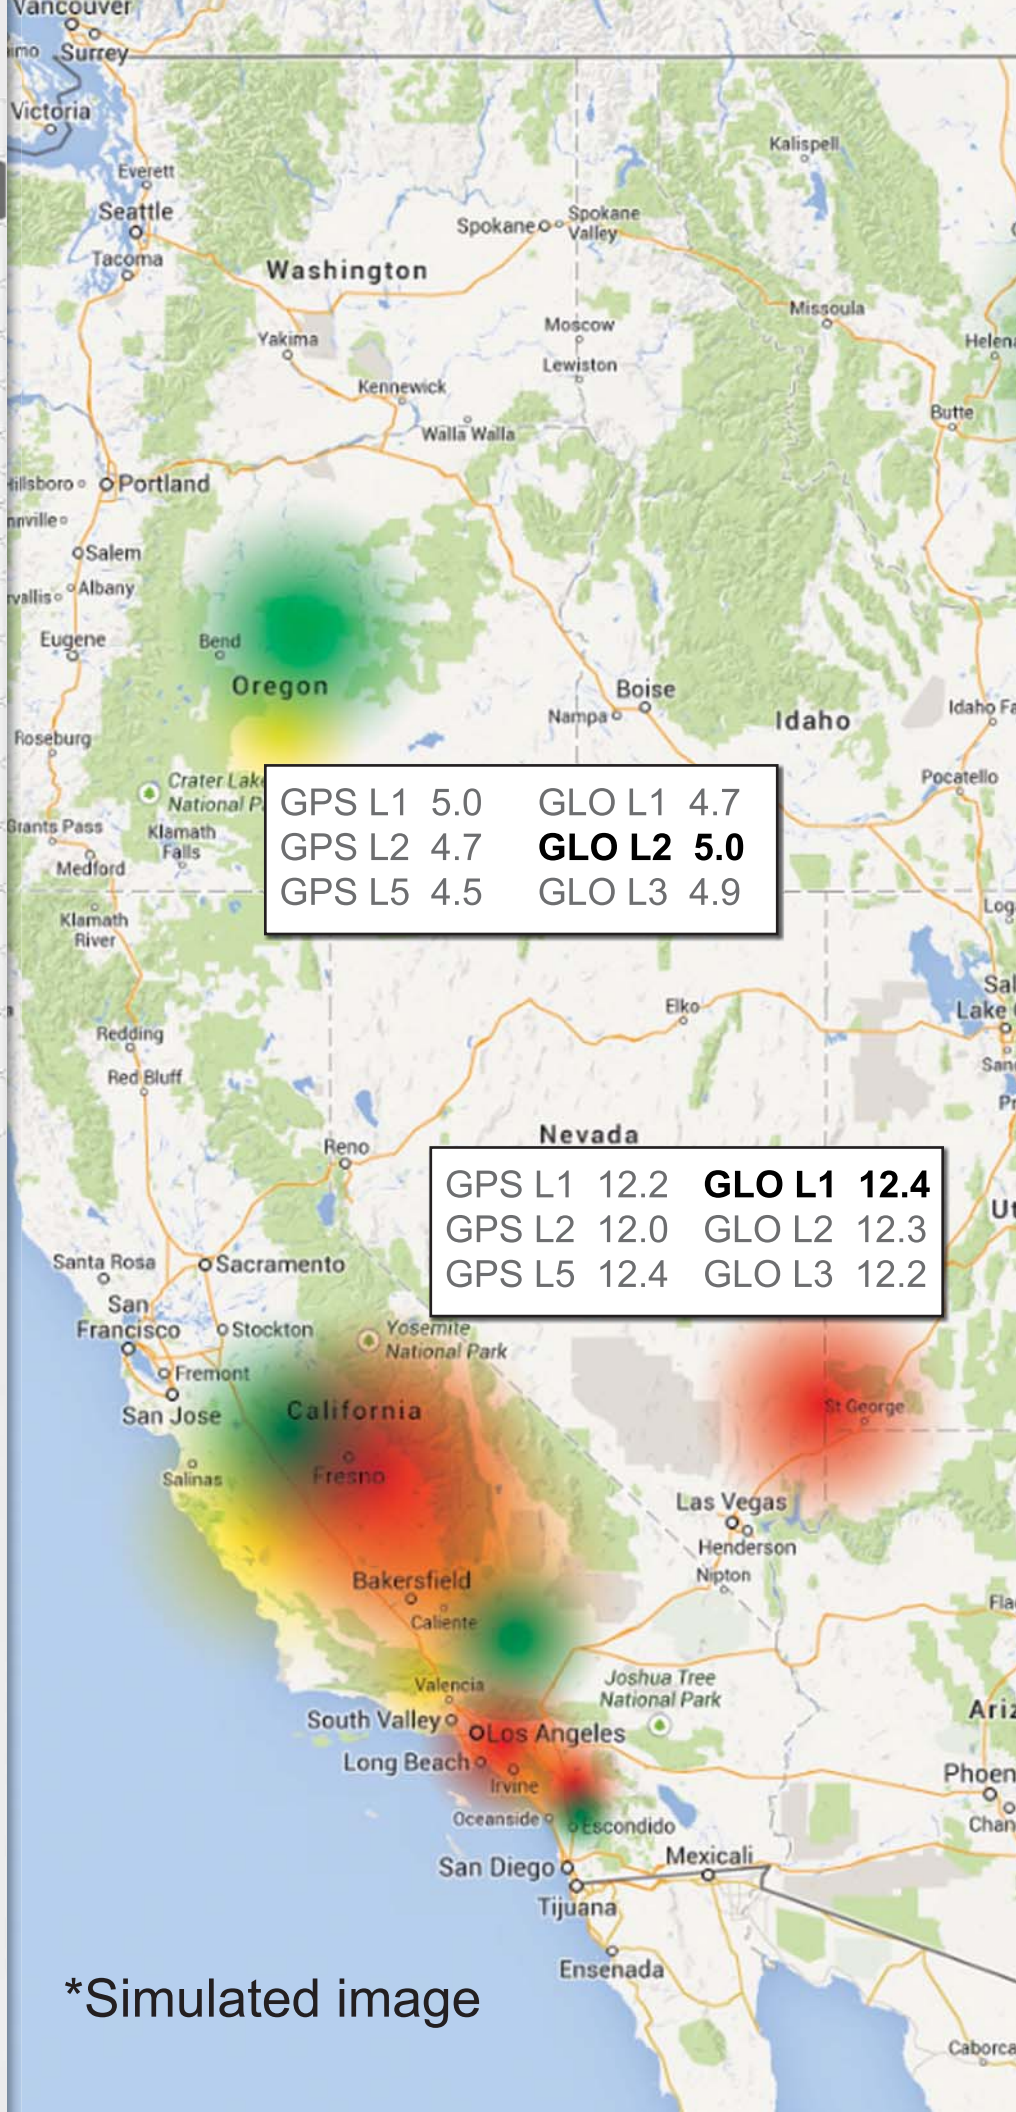 Vancouver
Surrey
Victoria
Everett
Seattle
Tacoma
Kalispell
Spokane
Spokane
Valley
Washington
Yakima
Moscow
Lewiston
Missoula
Kennewick
Walla Walla
Butte
Portland
Salem
Albany
Eugene
Bend
Oregon
Boise
Nampa
Idaho
Roseburg
Pocatello
Crater Lake
National P
Grants Pass
Klamath
Falls
Medford
GPS L1 5.0 GLO L1 4.7
GPS L2 4.7 GLO L2 5.0
GPS L5 4.5 GLO L3 4.9
Klamath
River
Redding
Red Bluff
Elko
Lake
Reno
Nevada
GPS L1 12.2 GLO L1 12.4
GPS L2 12.0 GLO L2 12.3
GPS L5 12.4 GLO L3 12.2
Santa Rosa
Sacramento
San
Francisco
Stockton
Yosemite
National Park
Fremont
San Jose
California
St George
Salinas
Fresno
Las Vegas
Henderson
Nipton
Bakersfield
Caliente
Valencia
Joshua Tree
National Park
South Valley
Los Angeles
Long Beach
Irvine
Oceanside
Escondido
San Diego
Mexicali
Tijuana
Ensenada
Caborca
*Simulated image